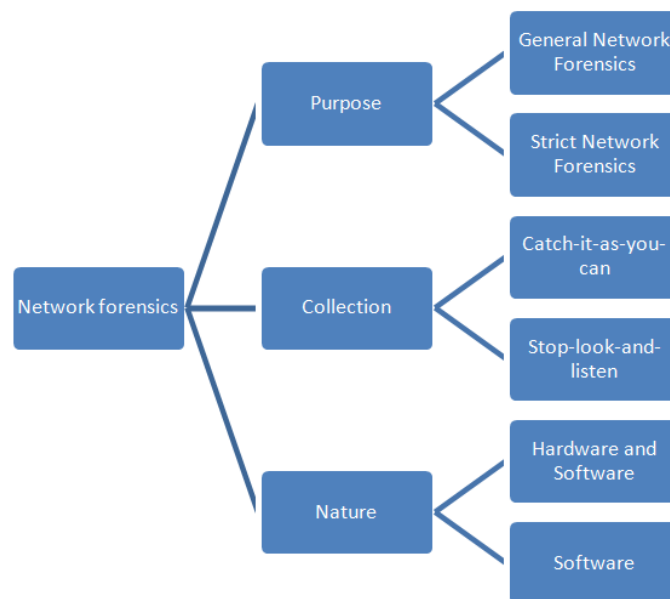 General Network
Forensics
Purpose
Strict Network
Forensics
Catch-it-as-you-
can
Network forensics
Collection
Stop-look-and-
listen
Hardware and
Software
Nature
Software